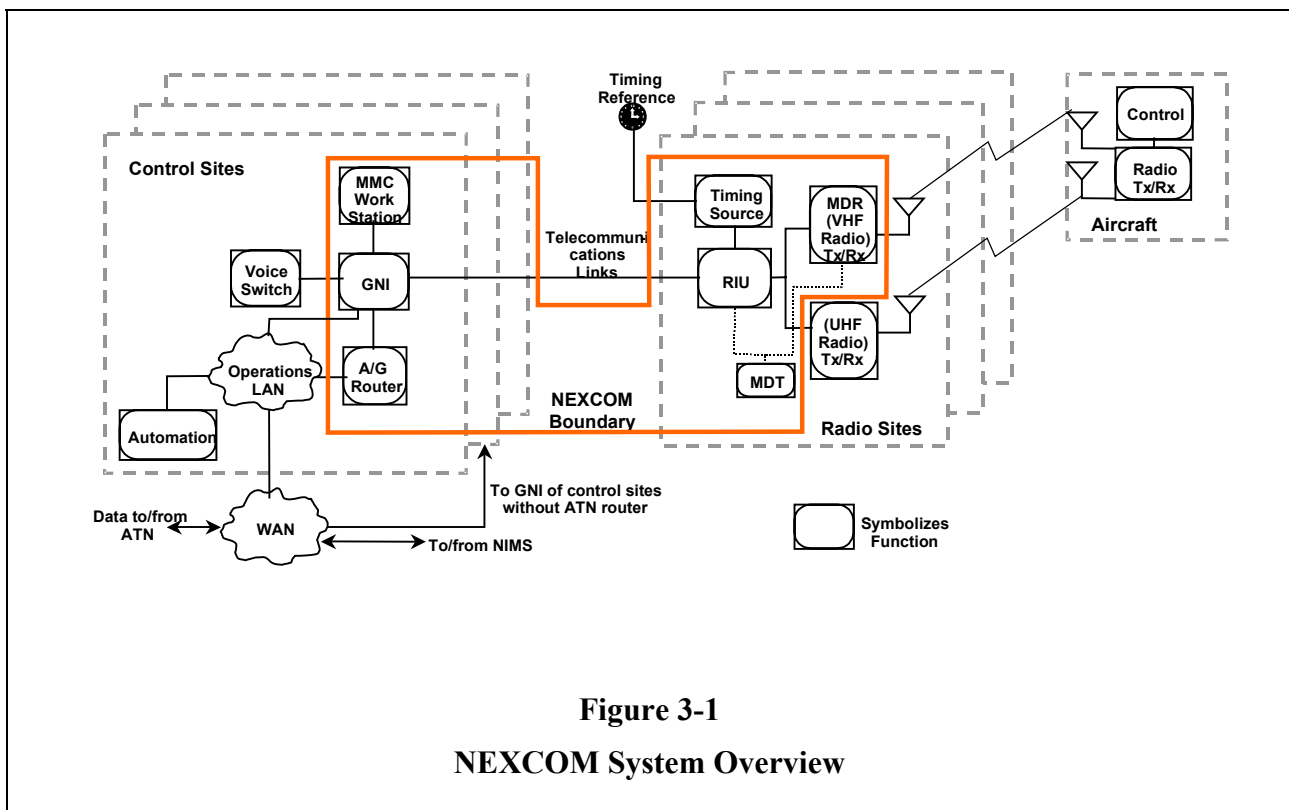 Timing
Reference
Control Sites
MMC
Work
Station
Voice
Switch
GNI
Telecommuni
cations
Links
Timing
Source
RIU
MDR
(VHF
Radio)
Tx/Rx
Control
Radio
Tx/Rx
Aircraft
Operations
LAN
A/G
Router
(UHF
Radio)
Tx/Rx
MDT
Automation
NEXCOM
Boundary
Radio Sites
Data to/from
ATN
WAN
To GNI of control sites
without ATN router
To/from NIMS
Symbolizes
Function
Figure 3-1
NEXCOM System Overview